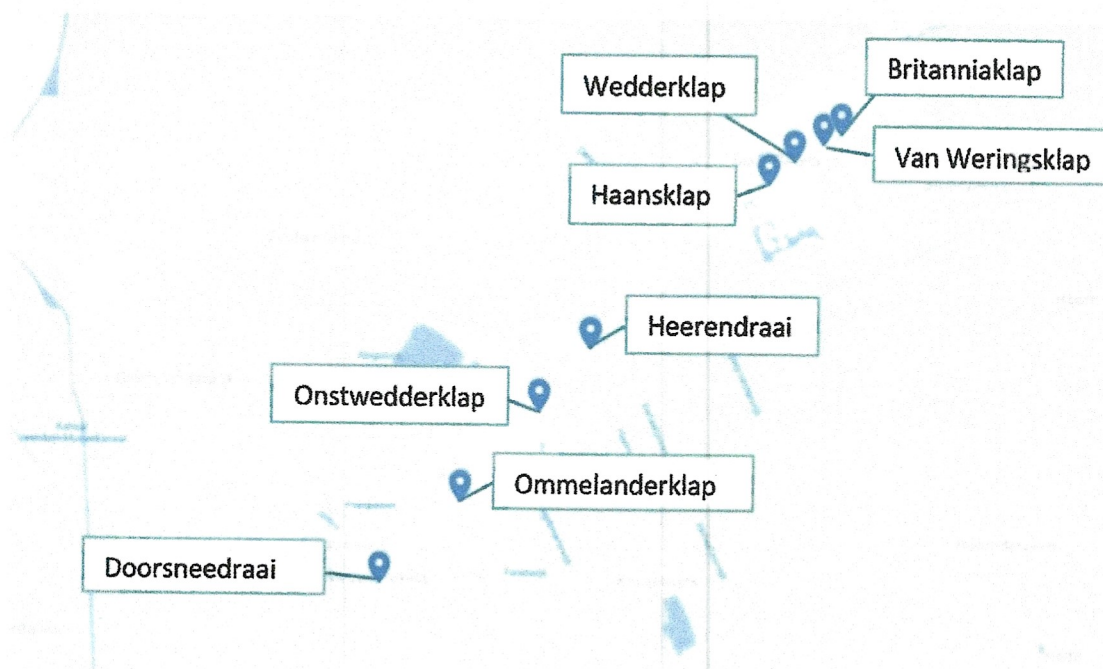 Britanniaklap
Wedderklap
Van Weringsklap
Haansklap
Heerendraai
Onstwedderklap
Ommelanderklap
Doorsneedraai